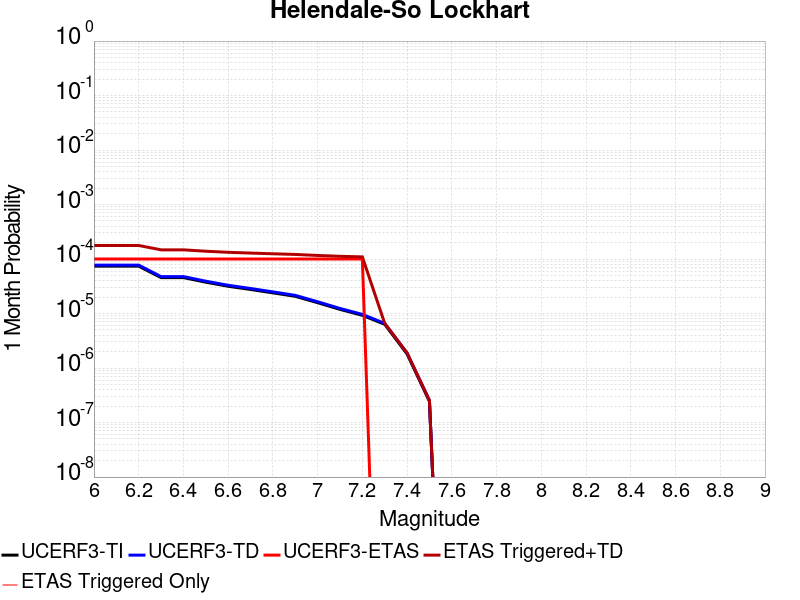 Helendale-So Lockhart
10^0
10^-1
10^-2
10^-3
10^-4
10^-5
10^-6
10^-7
10^-8
1 Month Probability
6 6.2 6.4 6.6 6.8 7 7.2 7.4 7.6 7.8 8 8.2 8.4 8.6 8.8 9
Magnitude
UCERF3-TI UCERF3-TD UCERF3-ETAS ETAS Triggered+TD
ETAS Triggered Only